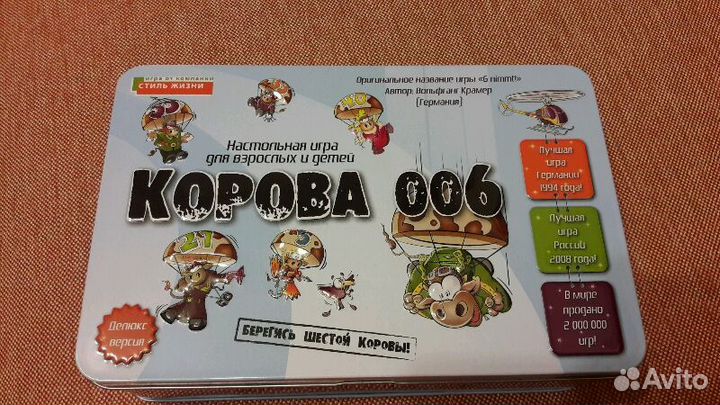 игра от компании
СТИЛЬ ЖИЗНИ
Оригинальное название игры «6 nimmt!»
Автор: Вольфганг Крамер
(Германия)
Настольная игра
для взрослых и детей
КОРОВА 006
Лучшая
игра
Германии
1994 года!
Лучшая
игра
России
2008 года!
В мире
продано
2 000 000
игр!
21
Делюкс
версия
БЕРЕГИСЬ ШЕСТОЙ КОРОВЫ!
Avito